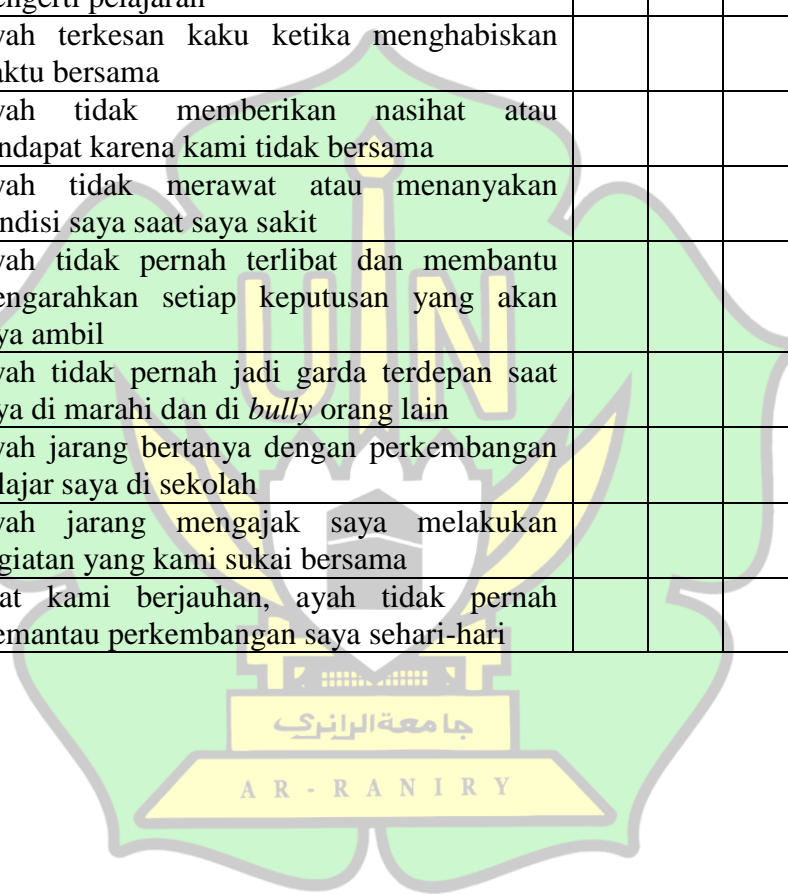 engerti pelajaran
yah terkesan kaku ketika menghabiskan
aktu bersama
yah tidak memberikan nasihat atau
ndapat karena kami tidak bersama
yah tidak merawat atau menanyakan
ndisi saya saat saya sakit
yah tidak pernah terlibat dan membantu
engarahkan setiap keputusan yang akan
ya ambil
yah tidak pernah jadi garda terdepan saat
ya di marahi dan di bully orang lain
yah jarang bertanya dengan perkembangan
lajar saya di sekolah
yah jarang mengajak saya melakukan
giatan yang kami sukai bersama
at kami berjauhan, ayah tidak pernah
emantau perkembangan saya sehari-hari
UIN
جامعة الرانري
AR-RANIRY